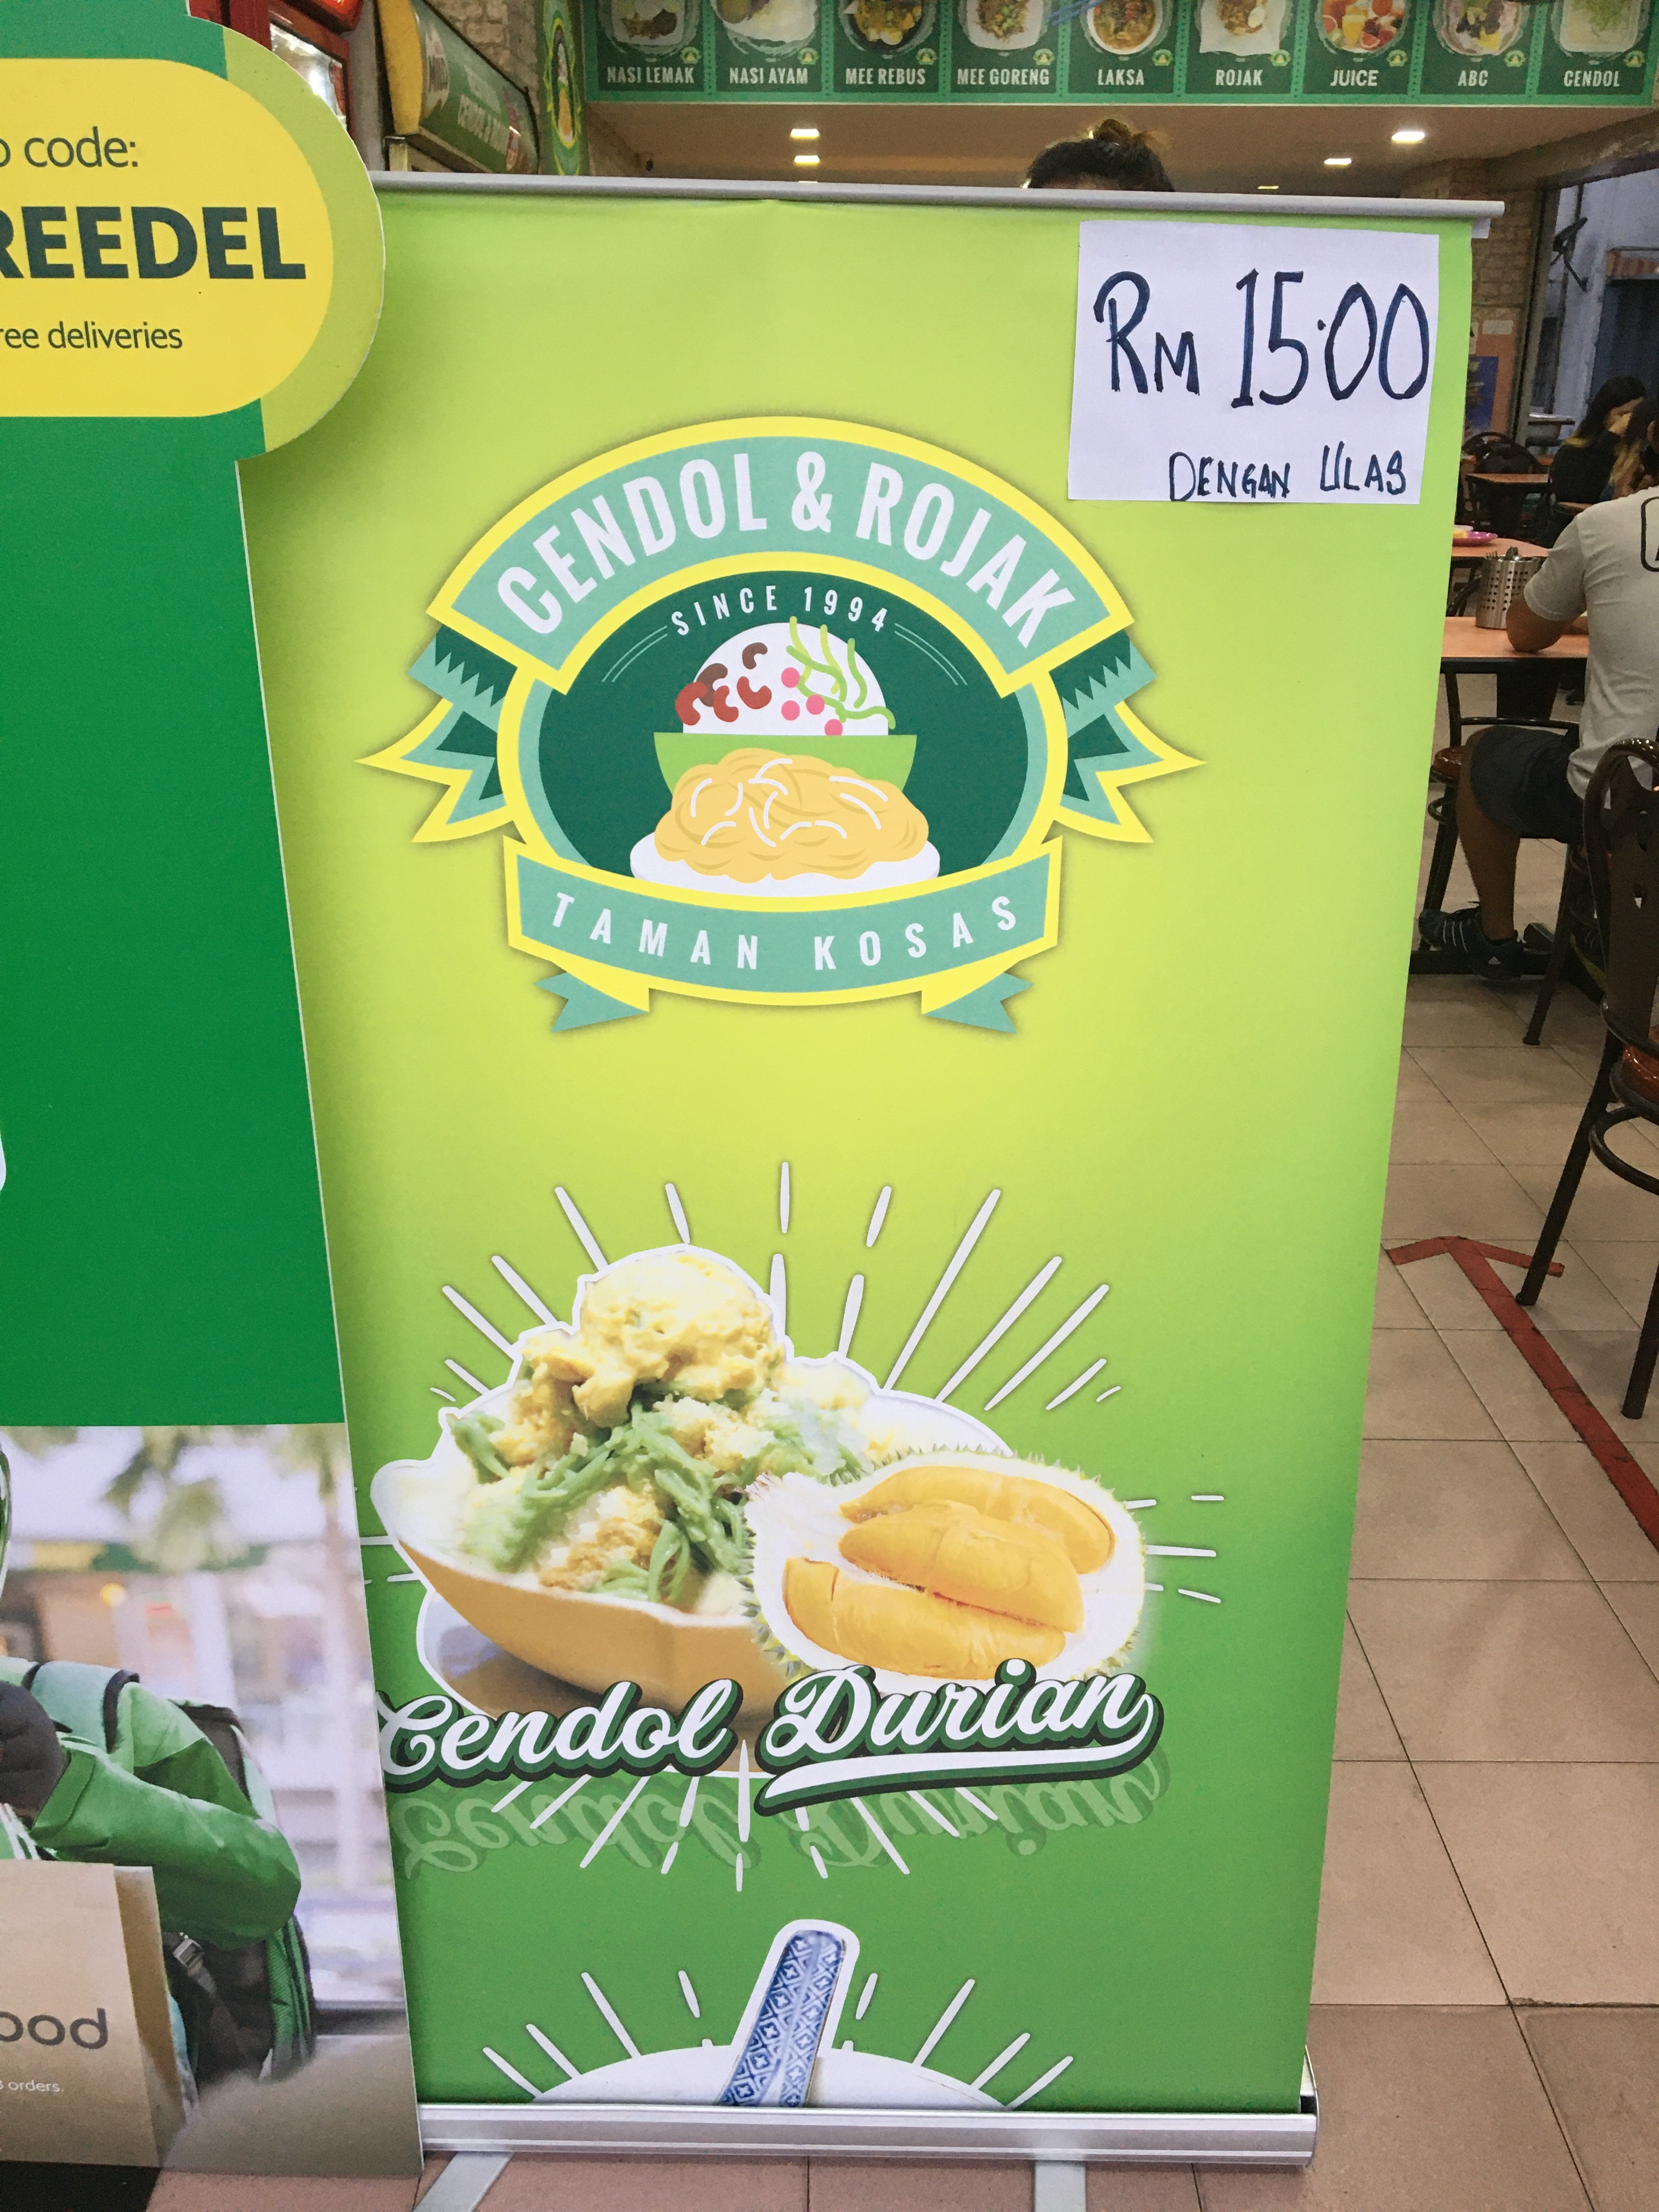 NASI LEMAK
NASI AYAM
MEE REBUS
MEE GORENG
LAKSA
ROJAK
JUICE
ABC
CENDOL
code:
REEDEL
ree deliveries
RM 15.00
DENGAN ULAS
CENDOL & ROJAK
SINCE 1994
TAMAN KOSAS
Cendol Durian
ood
orders.